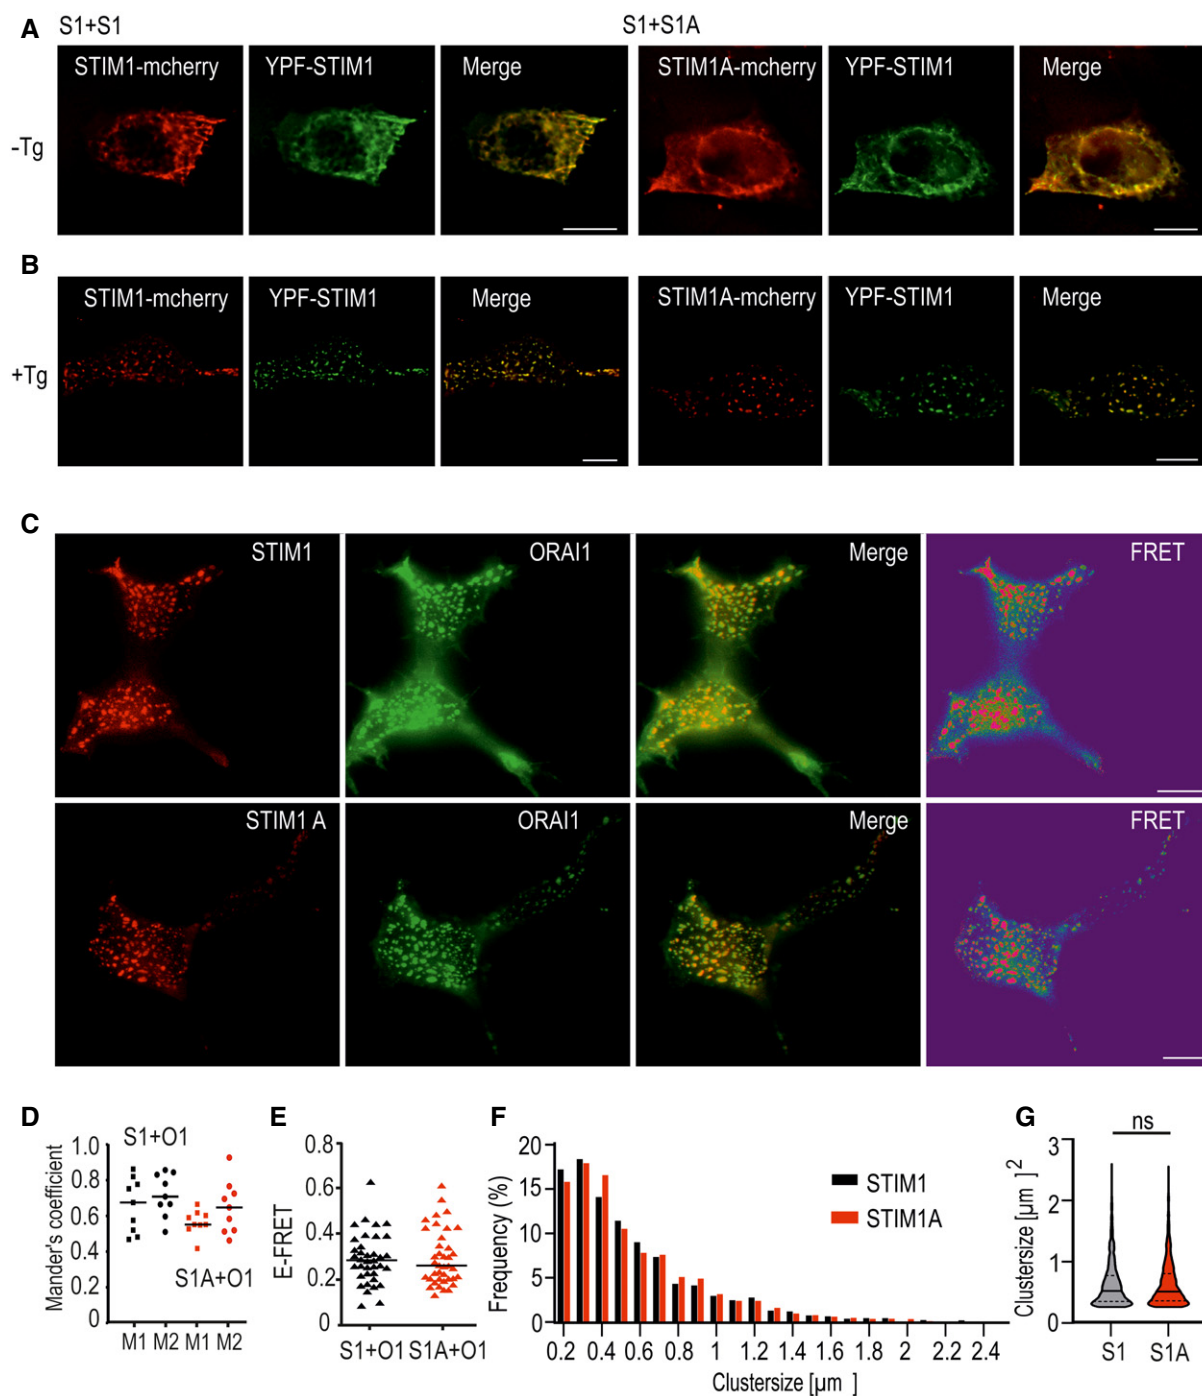 A
S1+S1
S1+S1A
STIM1-mcherry
YPF-STIM1
Merge
STIM1A-mcherry
YPF-STIM1
Merge
-Tg
B
STIM1-mcherry
YPF-STIM1
Merge
STIM1A-mcherry
YPF-STIM1
Merge
+Tg
C
STIM1
ORAI1
Merge
FRET
STIM1 A
ORAI1
Merge
FRET
D
Mander's coefficient
1.0
0.8
0.6
0.4
0.2
0
S1+O1
S1A+O1
M1 M2 M1 M2
E
E-FRET
0.8
0.6
0.4
0.2
0
S1+O1 S1A+O1
F
Frequency (%)
20
15
10
5
0
STIM1
STIM1A
0.2 0.4 0.6 0.8 1 1.2 1.4 1.6 1.8 2 2.2 2.4
Clustersize [µm ]
G
ns
Clustersize [µm ]2
3
2
1
0
S1 S1A